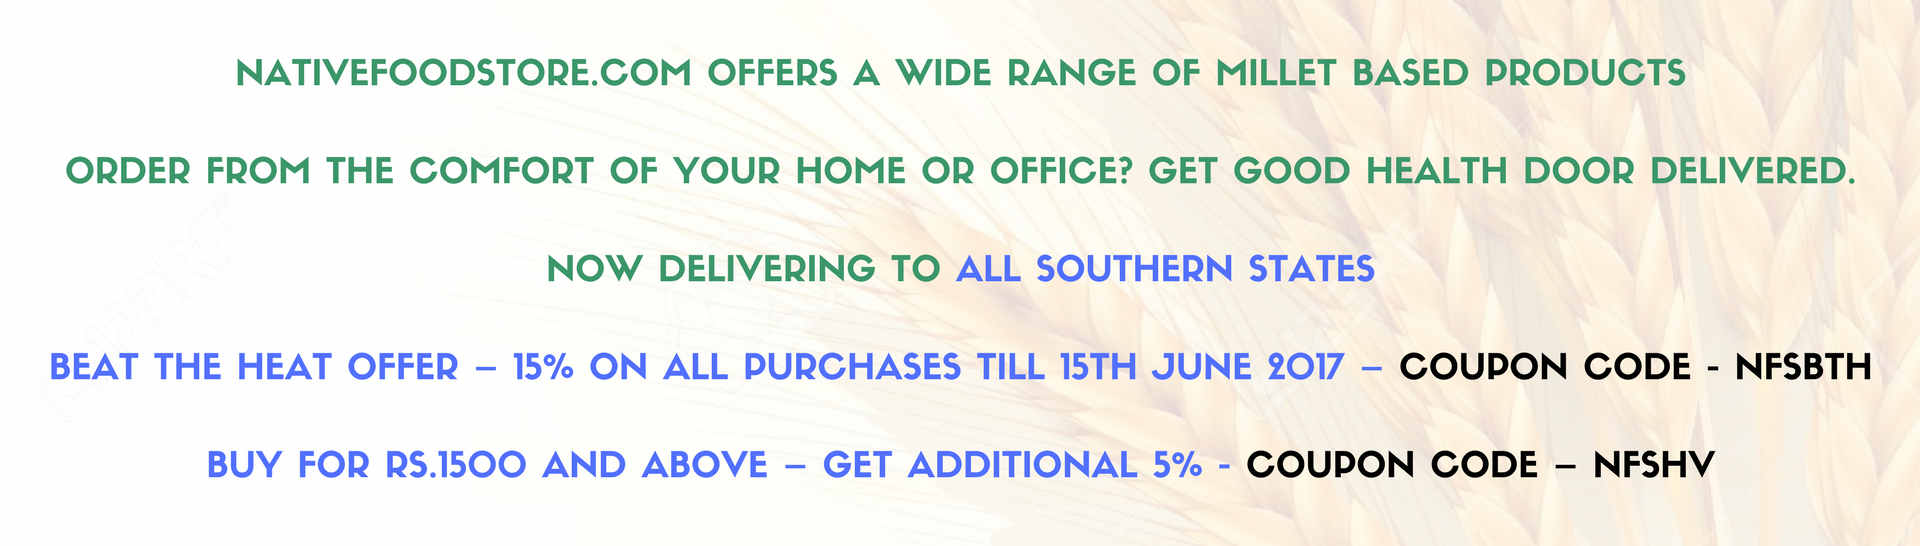 NATIVEFOODSTORE.COM OFFERS A WIDE RANGE OF MILLET BASED PRODUCTS
ORDER FROM THE COMFORT OF YOUR HOME OR OFFICE? GET GOOD HEALTH DOOR DELIVERED.
NOW DELIVERING TO ALL SOUTHERN STATES
BEAT THE HEAT OFFER – 15% ON ALL PURCHASES TILL 15TH JUNE 2017 – COUPON CODE - NFSBTH
BUY FOR RS.1500 AND ABOVE – GET ADDITIONAL 5% - COUPON CODE – NFSHV